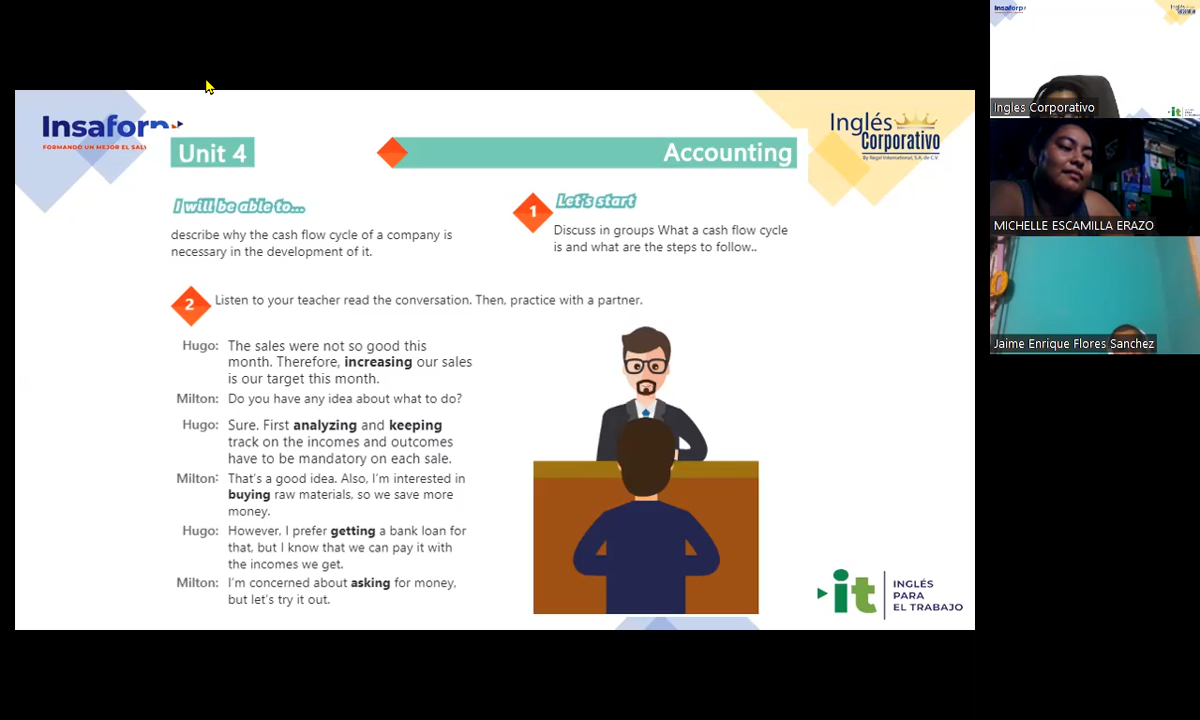 Insaforp
FORMANDO UN MEJOR EL SAL
Unit 4
Accounting
Inglés
Corporativo
By Regal International, S.A. de C.V.
I will be able to...
describe why the cash flow cycle of a company is
necessary in the development of it.
1
Let's start
Discuss in groups What a cash flow cycle
is and what are the steps to follow..
2
Listen to your teacher read the conversation. Then, practice with a partner.
Hugo: The sales were not so good this
month. Therefore, increasing our sales
is our target this month.
Milton: Do you have any idea about what to do?
Hugo: Sure. First analyzing and keeping
track on the incomes and outcomes
have to be mandatory on each sale.
Milton: That's a good idea. Also, I'm interested in
buying raw materials, so we save more
money.
Hugo: However, I prefer getting a bank loan for
that, but I know that we can pay it with
the incomes we get.
Milton: I'm concerned about asking for money,
but let's try it out.
it
INGLÉS
PARA
EL TRABAJO
Insaforp
Inglés
Corporativo
it
Ingles Corporativo
MICHELLE ESCAMILLA ERAZO
Jaime Enrique Flores Sanchez